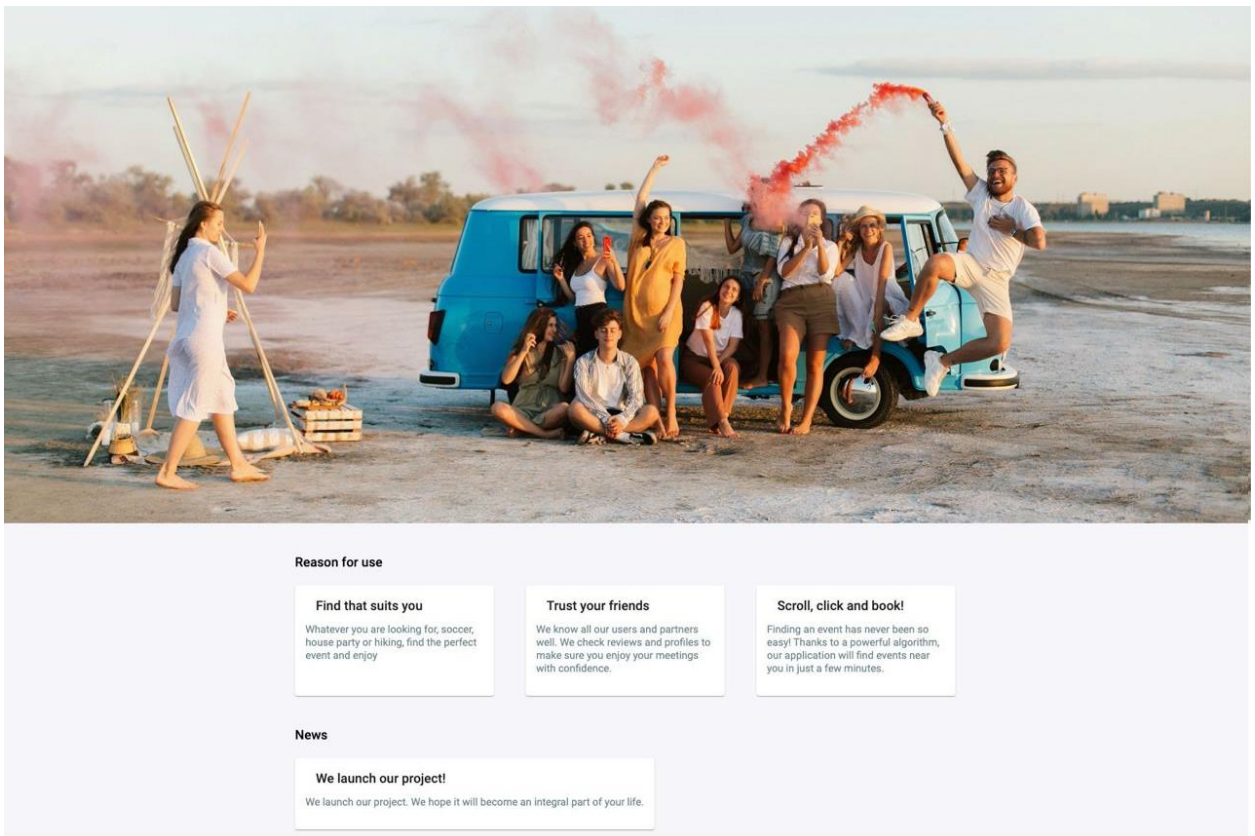 Reason for use
Find that suits you
Whatever you are looking for, soccer,
house party or hiking, find the perfect
event and enjoy
Trust your friends
We know all our users and partners
well. We check reviews and profiles to
make sure you enjoy your meetings
with confidence.
Scroll, click and book!
Finding an event has never been so
easy! Thanks to a powerful algorithm,
our application will find events near
you in just a few minutes.
News
We launch our project!
We launch our project. We hope it will become an integral part of your life.